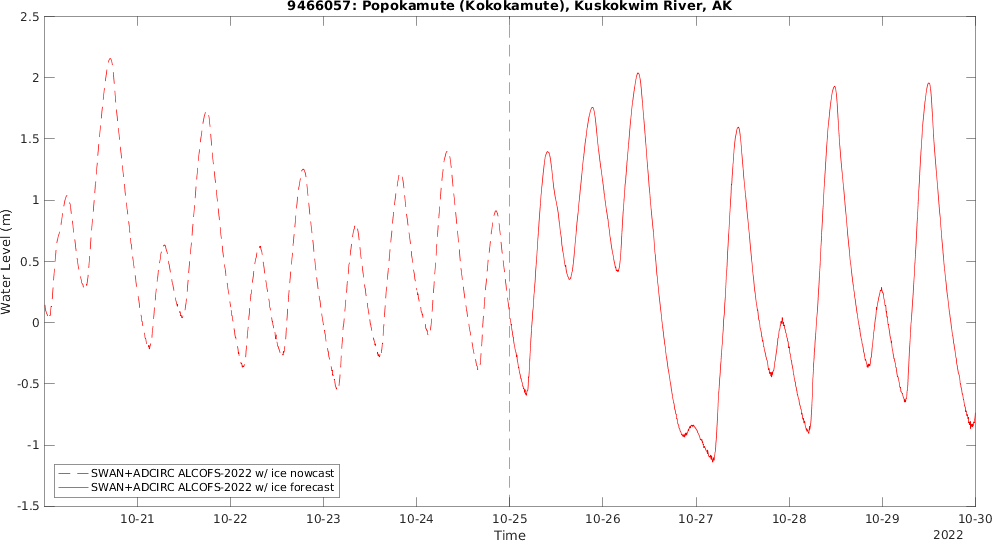 9466057: Popokamute (Kokokamute), Kuskokwim River, AK
Water Level (m)
2.5
2
1.5
1
0.5
0
-0.5
-1
-1.5
SWAN+ADCIRC ALCOFS-2022 w/ ice nowcast
SWAN+ADCIRC ALCOFS-2022 w/ ice forecast
10-21 10-22 10-23 10-24 10-25 10-26 10-27 10-28 10-29 10-30
Time
2022